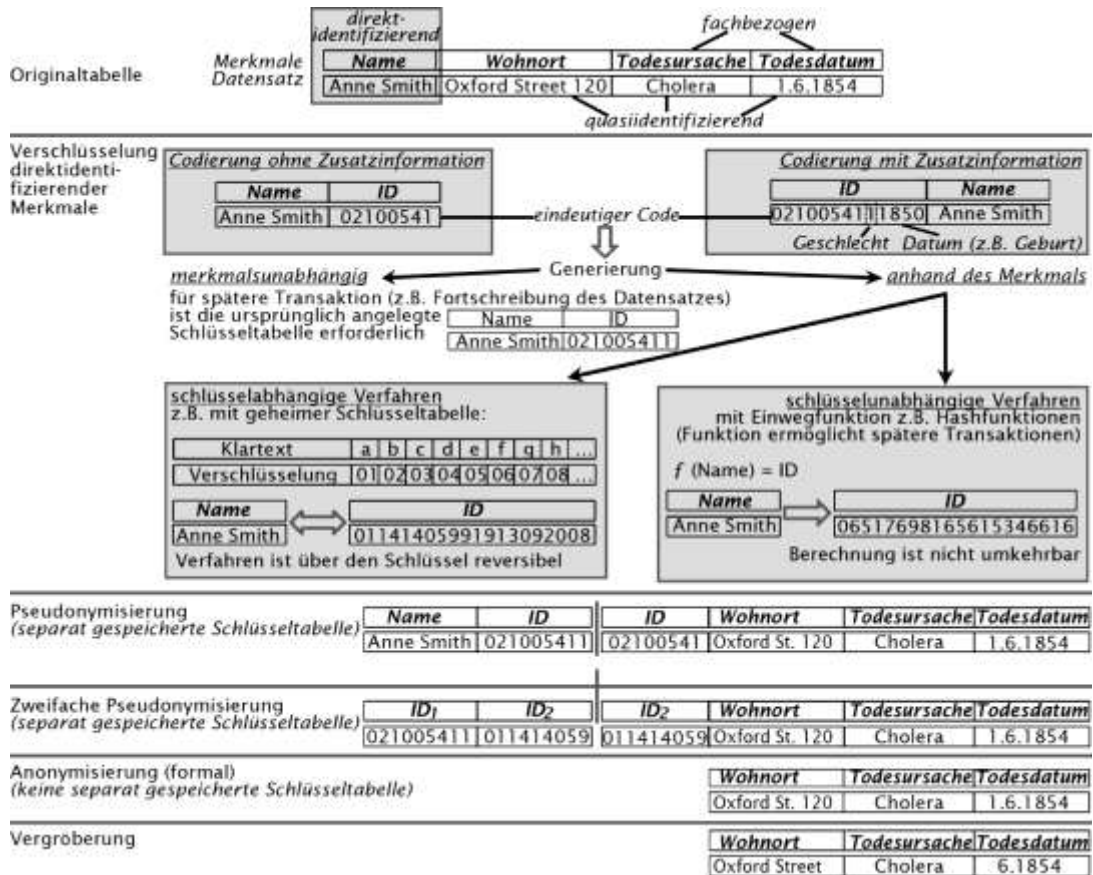 direkt-
identifizierend
fachbezogen
Originaltabelle
Merkmale Name Wohnort Todesursache Todesdatum
Datensatz Anne Smith Oxford Street 120 Cholera 1.6.1854
quasiidentifizierend
Verschlüsselung
direktidenti-
fizierender
Merkmale
Codierung ohne Zusatzinformation
Name ID
Anne Smith 02100541
eindeutiger Code
Codierung mit Zusatzinformation
ID Name
02100541 1 1850 Anne Smith
Geschlecht Datum (z.B. Geburt)
Generierung
merkmalsunabhängig
anhand des Merkmals
für spätere Transaktion (z.B. Fortschreibung des Datensatzes)
ist die ursprünglich angelegte
Schlüsseltabelle erforderlich
Name ID
Anne Smith 021005411
schlüsselabhängige Verfahren
z.B. mit geheimer Schlüsseltabelle:
Klartext a b c d e f g h ...
Verschlüsselung 01 02 03 04 05 06 07 08 ...
Name ID
Anne Smith 01141405991913092008
Verfahren ist über den Schlüssel reversibel
schlüsselunabhängige Verfahren
mit Einwegfunktion z.B. Hashfunktionen
(Funktion ermöglicht spätere Transaktionen)
f (Name) = ID
Name ID
Anne Smith 06517698165615346616
Berechnung ist nicht umkehrbar
Pseudonymisierung
(separat gespeicherte Schlüsseltabelle)
Name ID ID Wohnort Todesursache Todesdatum
Anne Smith 021005411 02100541 Oxford St. 120 Cholera 1.6.1854
Zweifache Pseudonymisierung
(separat gespeicherte Schlüsseltabelle)
ID1 ID2 ID2 Wohnort Todesursache Todesdatum
021005411 011414059 011414059 Oxford St. 120 Cholera 1.6.1854
Anonymisierung (formal)
(keine separat gespeicherte Schlüsseltabelle)
Wohnort Todesursache Todesdatum
Oxford St. 120 Cholera 1.6.1854
Vergröberung
Wohnort Todesursache Todesdatum
Oxford Street Cholera 6.1854